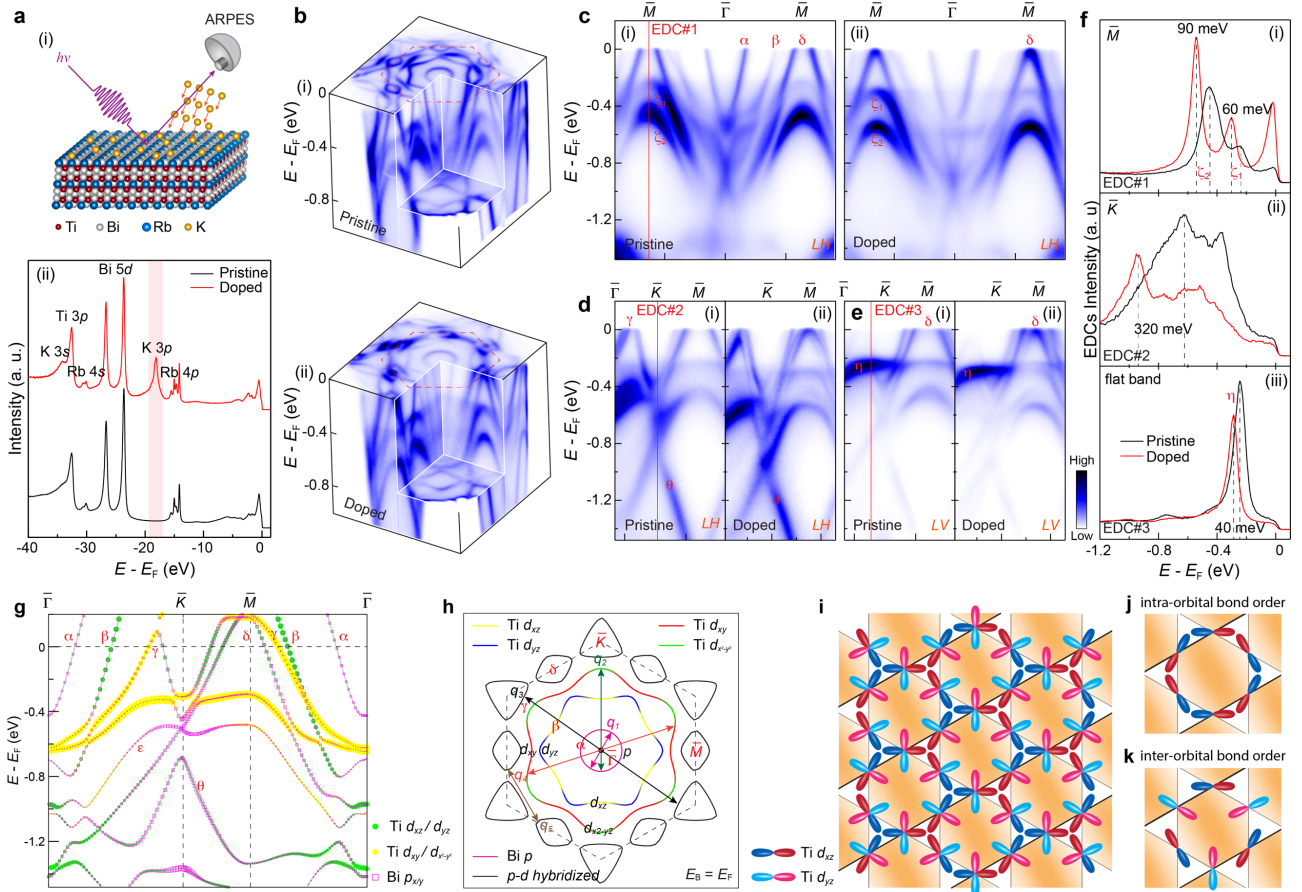 a
ARPES
(i)
hν
Ti
Bi
Rb
K
(ii)
Bi 5d
Pristine
Doped
Ti 3p
K 3s
K 3p
Rb 4s
Rb 4p
Intensity (a. u.)
-40
-30
-20
-10
0
E - EF (eV)
b
(i)
0
-0.4
-0.8
E - EF (eV)
Pristine
(ii)
0
-0.4
-0.8
E - EF (eV)
Doped
c
M̅ Γ̅ M̅
M̅ Γ̅ M̅
(i)
EDC#1
α β δ
ζ1
ζ2
Pristine
LH
(ii)
δ
ζ1
ζ2
Doped
LH
0
-0.4
-0.8
-1.2
E - EF (eV)
d
Γ̅ K̅ M̅
K̅ M̅
γ
EDC#2
(i)
θ
Pristine
LH
(ii)
θ
Doped
LH
0
-0.4
-0.8
-1.2
E - EF (eV)
e
Γ̅ K̅ M̅
K̅ M̅
EDC#3
δ
(i)
η
Pristine
LV
δ
(ii)
η
Doped
LV
High
Low
f
M̅
90 meV
(i)
60 meV
ζ2
ζ1
EDC#1
K̅
(ii)
320 meV
EDC#2
flat band
(iii)
η
Pristine
Doped
EDC#3
40 meV
EDCs Intensity (a. u)
-1.2
-0.8
-0.4
0
E - EF (eV)
g
Γ̅ K̅ M̅ Γ̅
α β γ δ β α
ε
θ
0
-0.4
-0.8
-1.2
E - EF (eV)
Ti dxz / dyz
Ti dxy / dx²-y²
Bi px/y
h
Ti dxz
Ti dyz
Ti dxy
Ti dx²-y²
K̅
δ
q2
q3
γ
β
q1
α
Γ̅
p
M̅
dxy
dyz
q4
dxz
q5
dx2-y2
Bi p
p-d hybridized
EB = EF
i
Ti dxz
Ti dyz
j
intra-orbital bond order
k
inter-orbital bond order